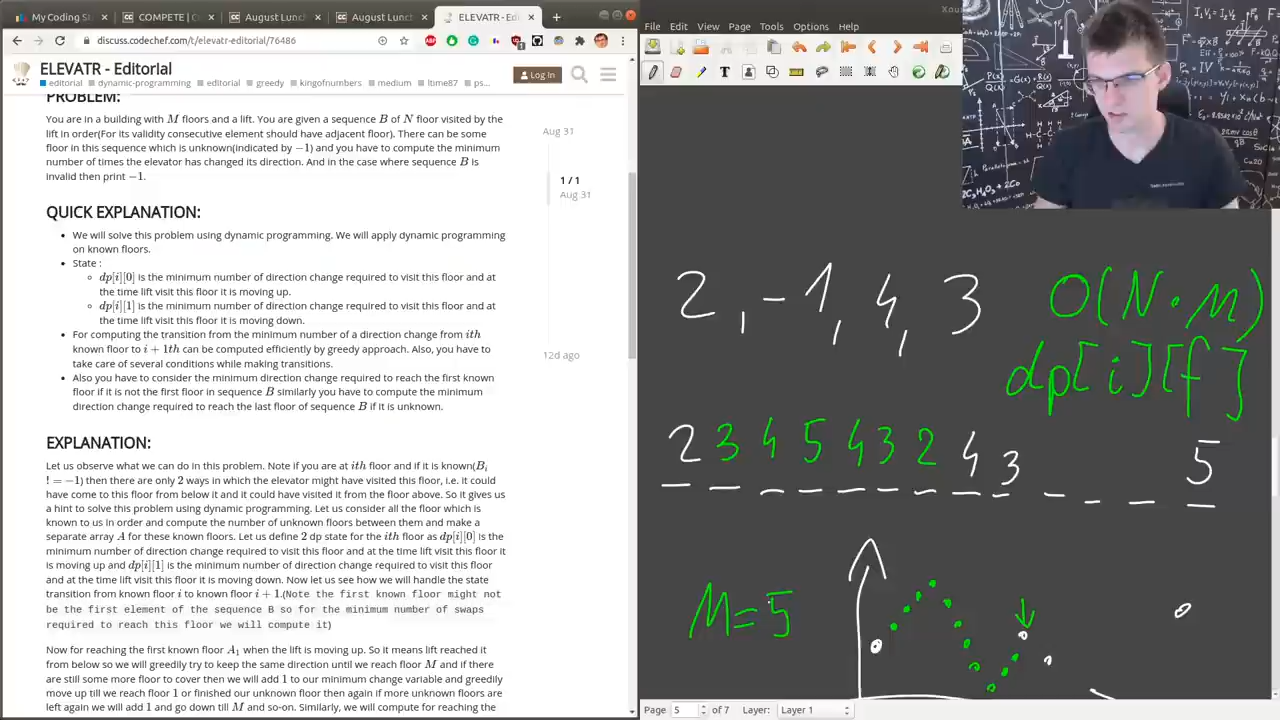 My Coding St
COMPETE | C
August Lunch
August Lunch
ELEVATR - Edi
discuss.codechef.com/t/elevatr-editorial/76486
ELEVATR - Editorial
editorial dynamic-programming editorial greedy kingofnumbers medium ltime87 ps...
Log In
PROBLEM:
You are in a building with M floors and a lift. You are given a sequence B of N floor visited by the
lift in order(For its validity consecutive element should have adjacent floor). There can be some
floor in this sequence which is unknown(indicated by −1) and you have to compute the minimum
number of times the elevator has changed its direction. And in the case where sequence B is
invalid then print −1.
QUICK EXPLANATION:
We will solve this problem using dynamic programming. We will apply dynamic programming
on known floors.
State :
dp[i][0] is the minimum number of direction change required to visit this floor and at
the time lift visit this floor it is moving up.
dp[i][1] is the minimum number of direction change required to visit this floor and at
the time lift visit this floor it is moving down.
For computing the transition from the minimum number of a direction change from ith
known floor to i + 1th can be computed efficiently by greedy approach. Also, you have to
take care of several conditions while making transitions.
Also you have to consider the minimum direction change required to reach the first known
floor if it is not the first floor in sequence B similarly you have to compute the minimum
direction change required to reach the last floor of sequence B if it is unknown.
EXPLANATION:
Let us observe what we can do in this problem. Note if you are at ith floor and if it is known(Bi
! = −1) then there are only 2 ways in which the elevator might have visited this floor, i.e. it could
have come to this floor from below it and it could have visited it from the floor above. So it gives us
a hint to solve this problem using dynamic programming. Let us consider all the floor which is
known to us in order and compute the number of unknown floors between them and make a
separate array A for these known floors. Let us define 2 dp state for the ith floor as dp[i][0] is the
minimum number of direction change required to visit this floor and at the time lift visit this floor
it is moving up and dp[i][1] is the minimum number of direction change required to visit this floor
and at the time lift visit this floor it is moving down. Now let us see how we will handle the state
transition from known floor i to known floor i + 1.(Note the first known floor might not
be the first element of the sequence B so for the minimum number of swaps
required to reach this floor we will compute it)
Now for reaching the first known floor A1 when the lift is moving up. So it means lift reached it
from below so we will greedily try to keep the same direction until we reach floor M and if there
are still some more floor to cover then we will add 1 to our minimum change variable and greedily
move up till we reach floor 1 or finished our unknown floor then again if more unknown floors are
left again we will add 1 and go down till M and so-on. Similarly, we will compute for reaching the
Aug 31
1 / 1
Aug 31
12d ago
File Edit View Page Tools Options Help
2, -1, 4, 3
O(N·M)
dp[i][f]
2 3 4 5 4 3 2 4 3 5
M=5
Page 5 of 7 Layer: Layer 1